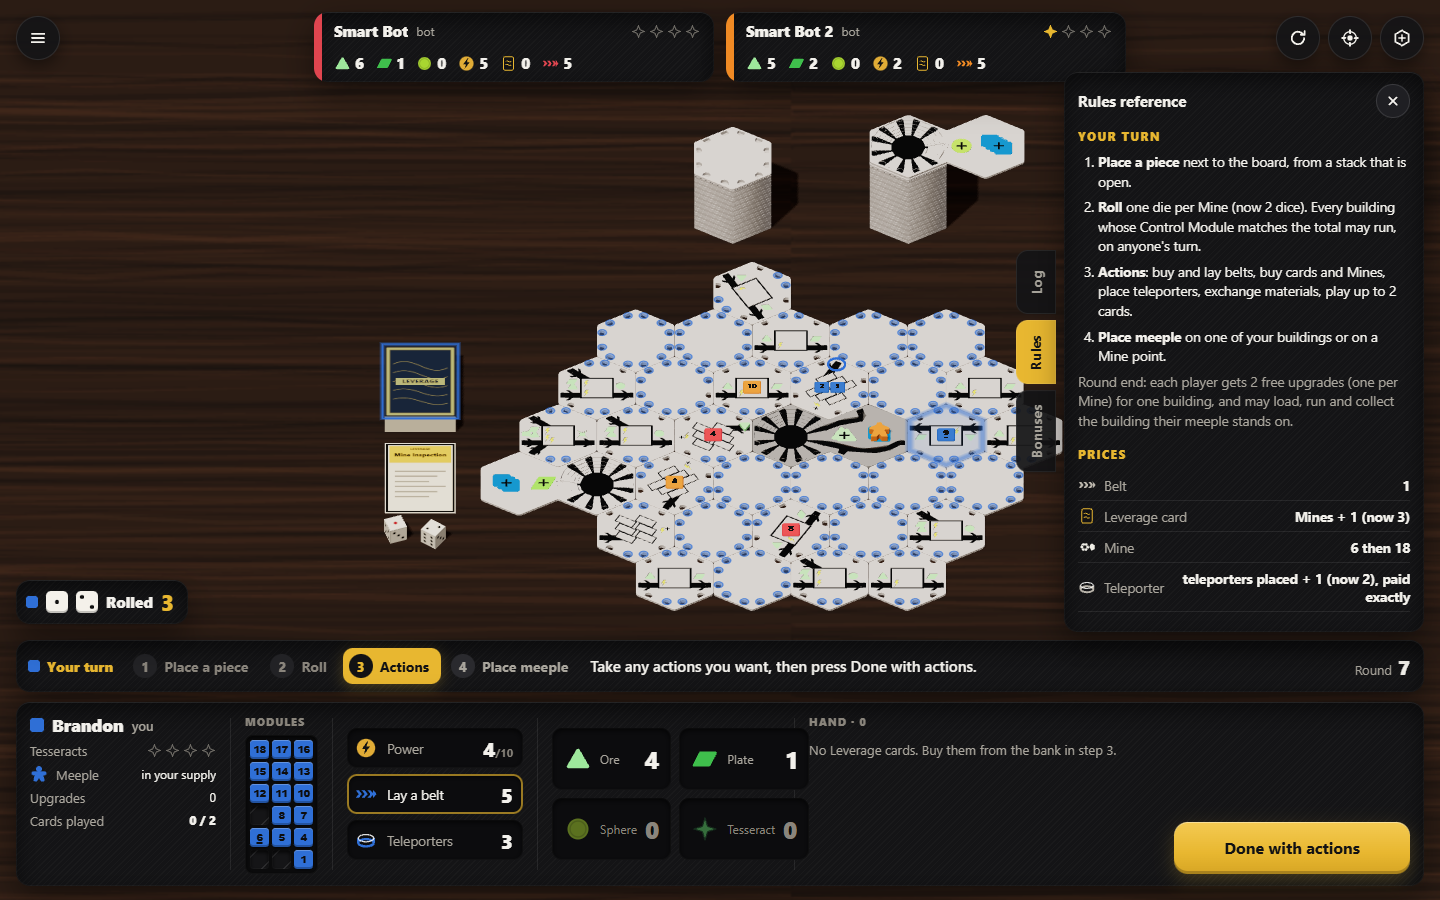 Smart Bot bot
6 1 0 5 0 5
Smart Bot 2 bot
5 2 0 2 0 5
Rules reference
YOUR TURN
1. Place a piece next to the board, from a stack that is open.
2. Roll one die per Mine (now 2 dice). Every building whose Control Module matches the total may run, on anyone's turn.
3. Actions: buy and lay belts, buy cards and Mines, place teleporters, exchange materials, play up to 2 cards.
4. Place meeple on one of your buildings or on a Mine point.
Round end: each player gets 2 free upgrades (one per Mine) for one building, and may load, run and collect the building their meeple stands on.
PRICES
Belt 1
Leverage card Mines + 1 (now 3)
Mine 6 then 18
Teleporter teleporters placed + 1 (now 2), paid exactly
Log
Rules
Bonuses
LEVERAGE
Mine Inspection
10
2 3
4
Rolled 3
Your turn
1 Place a piece
2 Roll
3 Actions
4 Place meeple
Take any actions you want, then press Done with actions.
Round 7
Brandon you
Tesseracts
Meeple in your supply
Upgrades 0
Cards played 0 / 2
MODULES
18 17 16
15 14 13
12 11 10
8 7
6 5 4
1
Power 4/10
Lay a belt 5
Teleporters 3
Ore 4
Plate 1
Sphere 0
Tesseract 0
HAND · 0
No Leverage cards. Buy them from the bank in step 3.
Done with actions